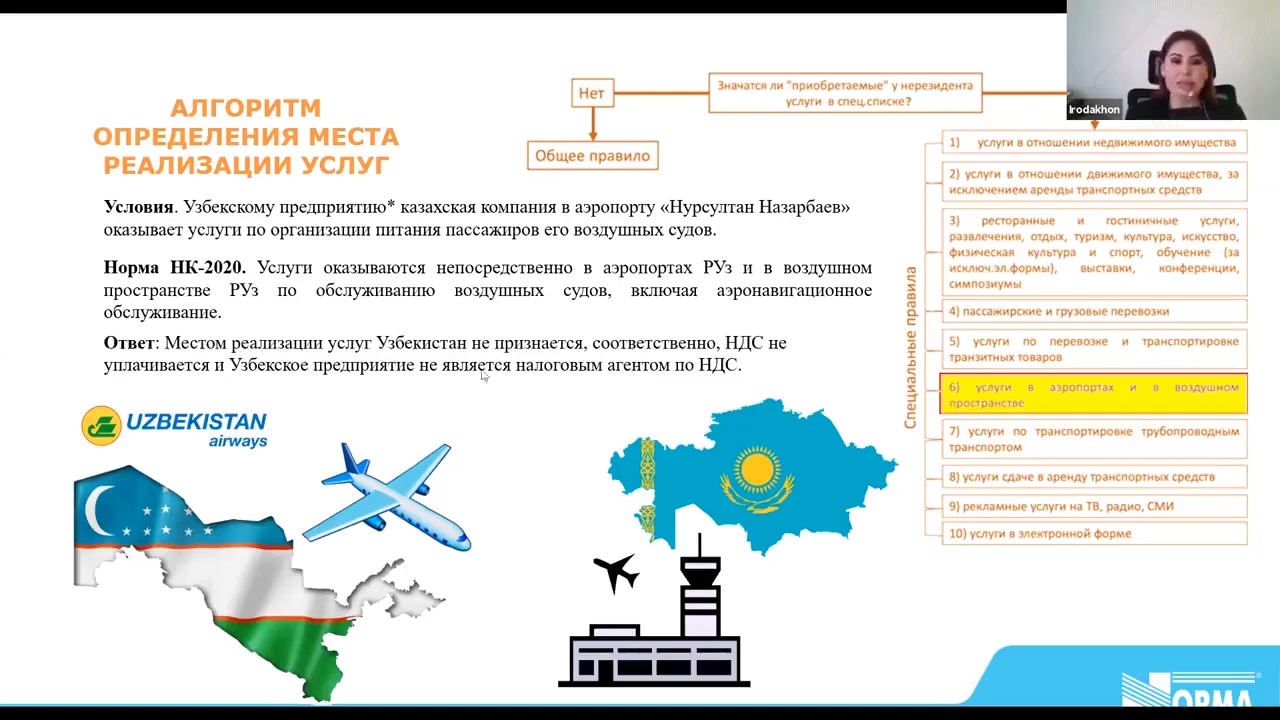 АЛГОРИТМ
ОПРЕДЕЛЕНИЯ МЕСТА
РЕАЛИЗАЦИИ УСЛУГ
Нет
Значатся ли "приобретаемые" у нерезидента
услуги в спец.списке?
Irodakhon
Общее правило
Условия. Узбекскому предприятию* казахская компания в аэропорту «Нурсултан Назарбаев»
оказывает услуги по организации питания пассажиров его воздушных судов.
Норма НК-2020. Услуги оказываются непосредственно в аэропортах РУз и в воздушном
пространстве РУз по обслуживанию воздушных судов, включая аэронавигационное
обслуживание.
Ответ: Местом реализации услуг Узбекистан не признается, соответственно, НДС не
уплачивается и Узбекское предприятие не является налоговым агентом по НДС.
Специальные правила
1) услуги в отношении недвижимого имущества
2) услуги в отношении движимого имущества, за
исключением аренды транспортных средств
3) ресторанные и гостиничные услуги,
развлечения, отдых, туризм, культура, искусство,
физическая культура и спорт, обучение (за
исключ.эл.формы), выставки, конференции,
симпозиумы
4) пассажирские и грузовые перевозки
5) услуги по перевозке и транспортировке
транзитных товаров
6) услуги в аэропортах и в воздушном
пространстве
7) услуги по транспортировке трубопроводным
транспортом
8) услуги сдаче в аренду транспортных средств
9) рекламные услуги на ТВ, радио, СМИ
10) услуги в электронной форме
UZBEKISTAN
airways
ОРМА